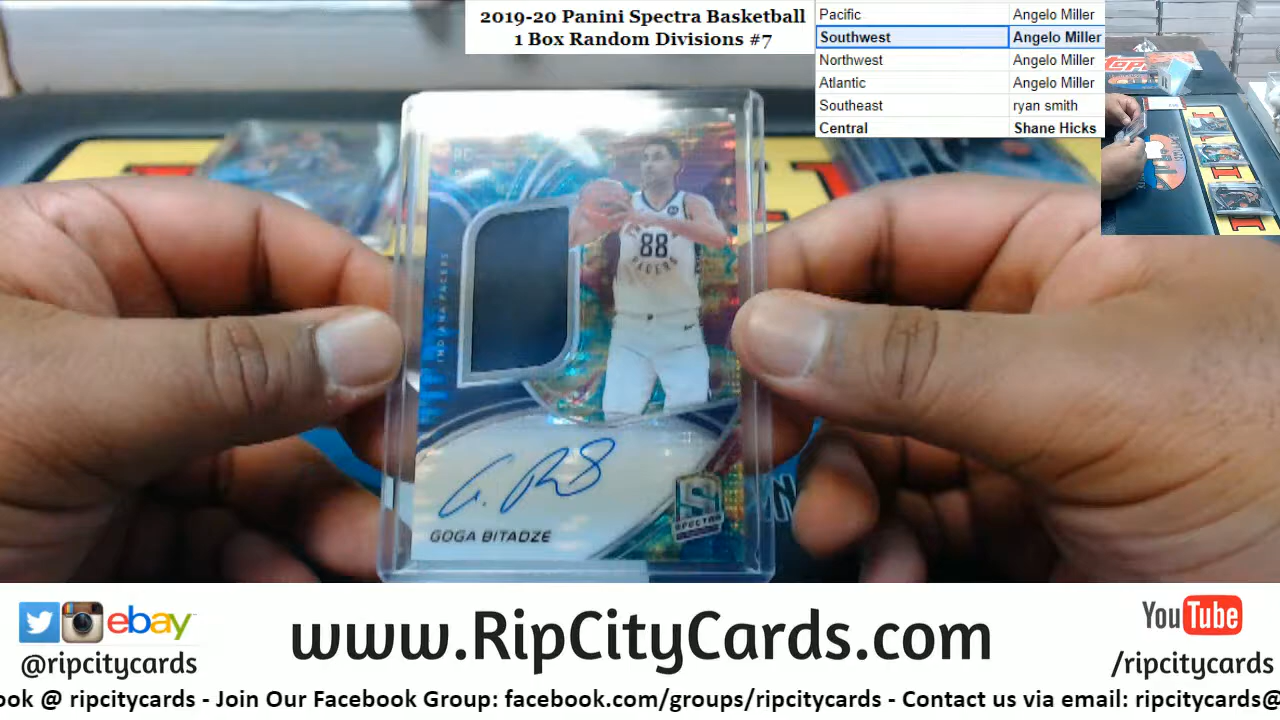 2019-20 Panini Spectra Basketball
1 Box Random Divisions #7
Pacific Angelo Miller
Southwest Angelo Miller
Northwest Angelo Miller
Atlantic Angelo Miller
Southeast ryan smith
Central Shane Hicks
topps
RC
INDIANA PACERS
88
PACERS
GOGA BITADZE
S
SPECTRA
ebay
@ripcitycards
www.RipCityCards.com
YouTube
/ripcitycards
ook @ ripcitycards - Join Our Facebook Group: facebook.com/groups/ripcitycards - Contact us via email: ripcitycards@